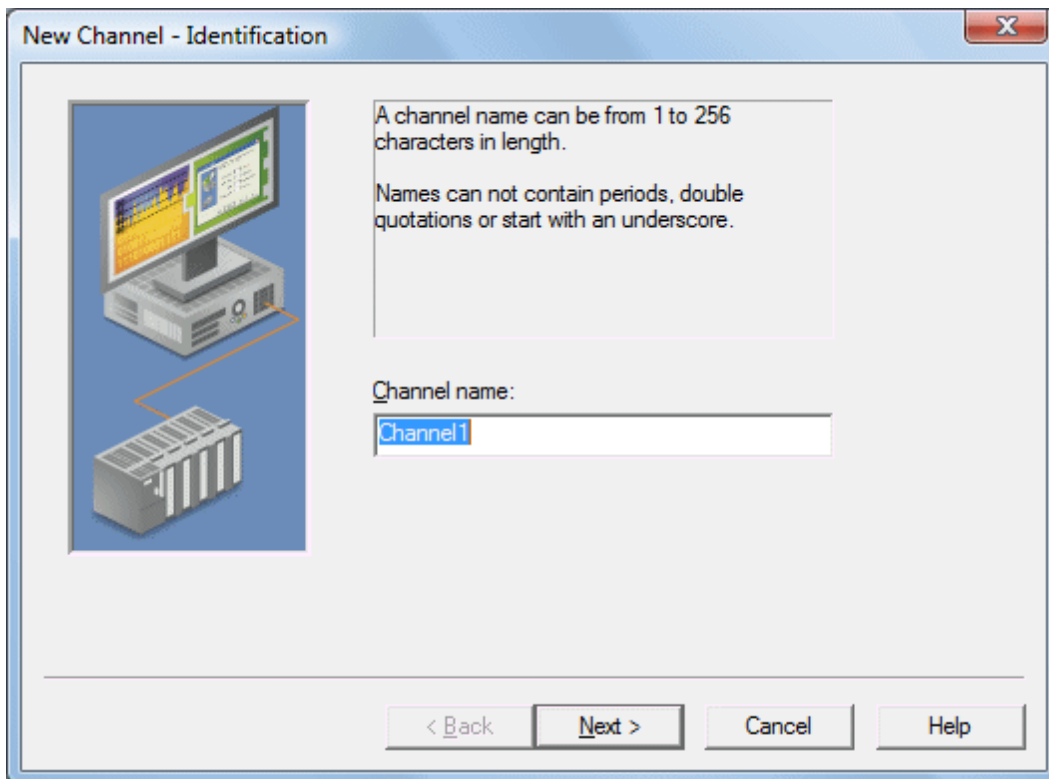 New Channel - Identification
A channel name can be from 1 to 256
characters in length.
Names can not contain periods, double
quotations or start with an underscore.
Channel name:
Channel1
< Back
Next >
Cancel
Help